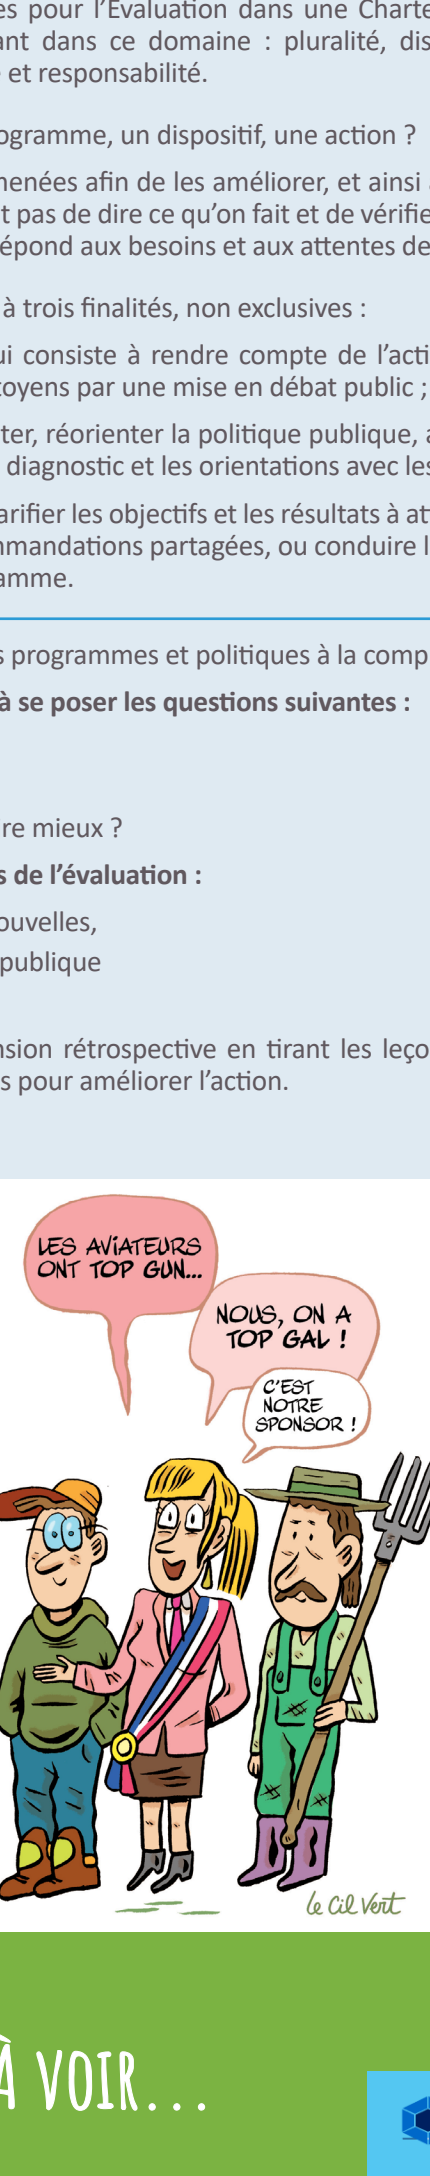 es pour l’Évaluation dans une Charte
ant dans ce domaine : pluralité, dis
et responsabilité.
ogramme, un dispositif, une action ?
nenées afin de les améliorer, et ainsi
t pas de dire ce qu’on fait et de vérifie
épond aux besoins et aux attentes de
à trois finalités, non exclusives :
ui consiste à rendre compte de l’acti
toyens par une mise en débat public ;
ter, réorienter la politique publique, a
diagnostic et les orientations avec les
arifier les objectifs et les résultats à at
mmandations partagées, ou conduire l
amme.
s programmes et politiques à la comp
à se poser les questions suivantes :
ire mieux ?
s de l’évaluation :
ouvelles,
publique
nsion rétrospective en tirant les leço
s pour améliorer l’action.
LES AVIATEURS
ONT TOP GUN...
NOUS, ON A
TOP GAL !
C'EST
NOTRE
SPONSOR !
le Cil Vert
À VOIR...